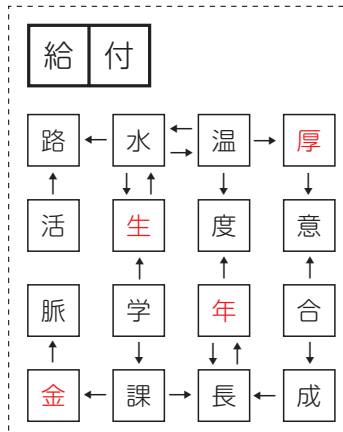 給付
路水温厚
活生度意
脈学年合
金課長成